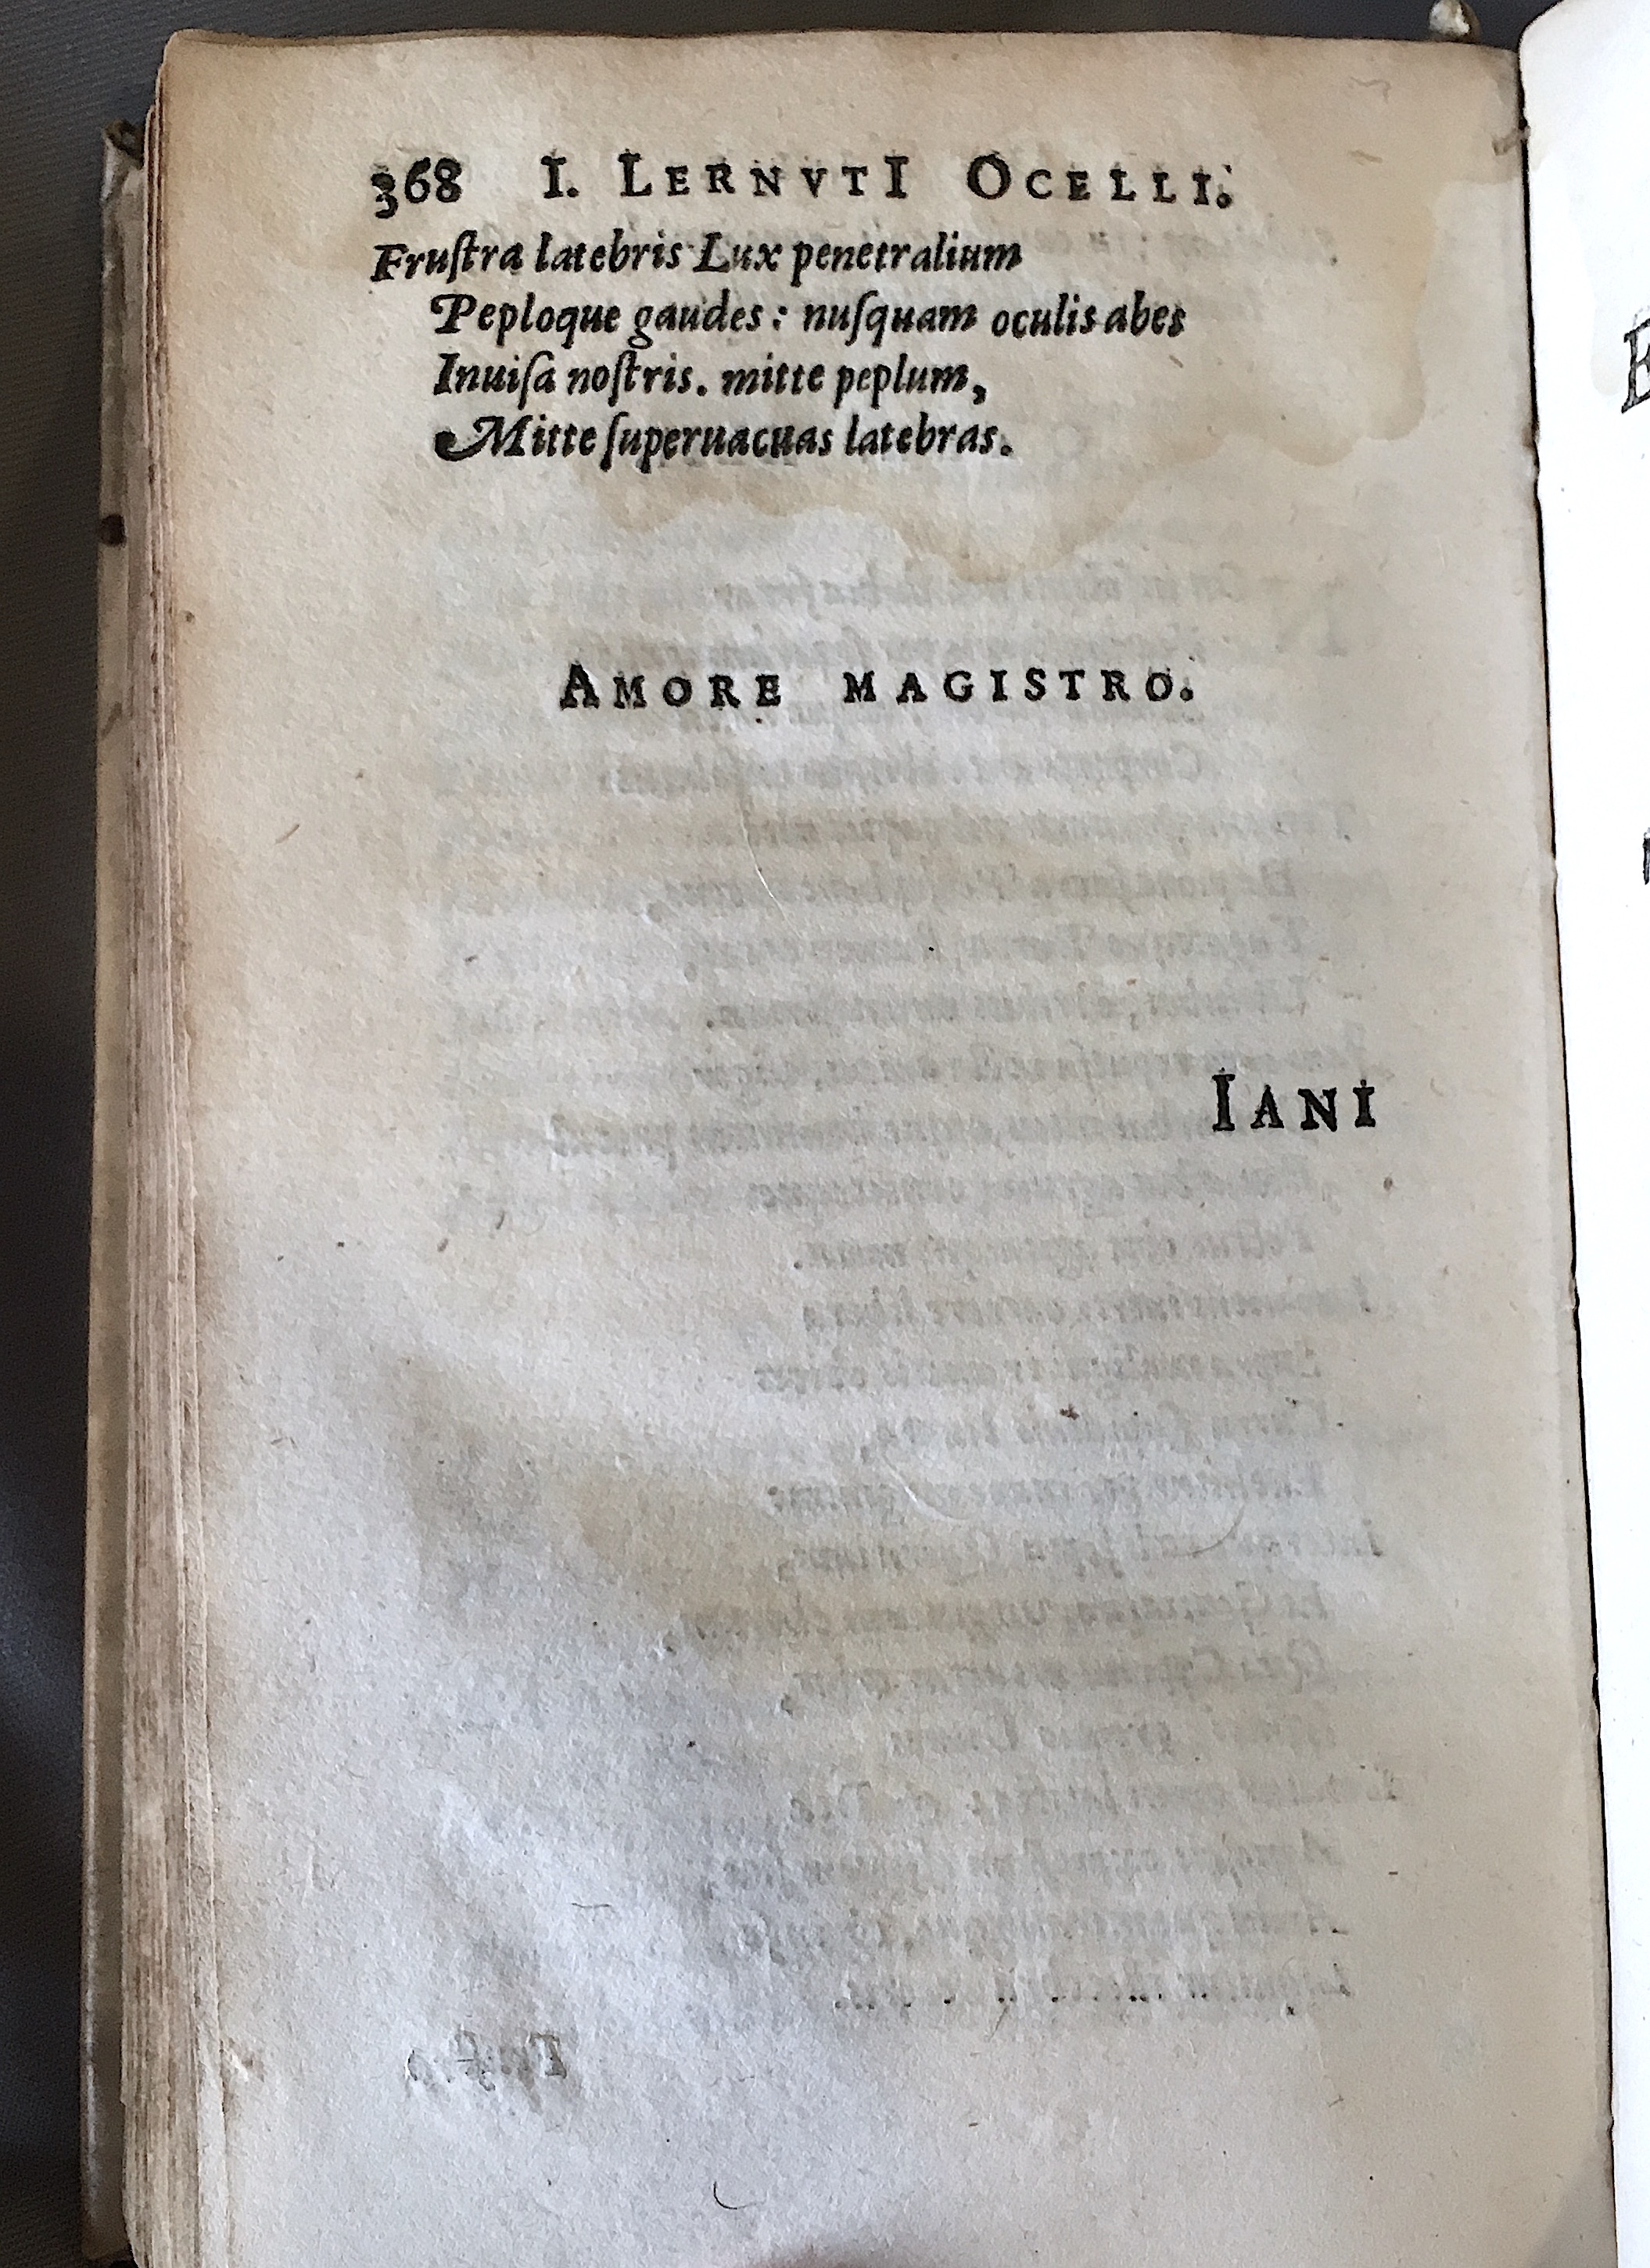 368 I. LERNVTI OCELLI.
Fruſtra latebris Lux penetralium
Peploque gaudes: nuſquam oculis abes
Inuiſa noſtris. mitte peplum,
Mitte ſuperuacuas latebras.
AMORE MAGISTRO.
IANI